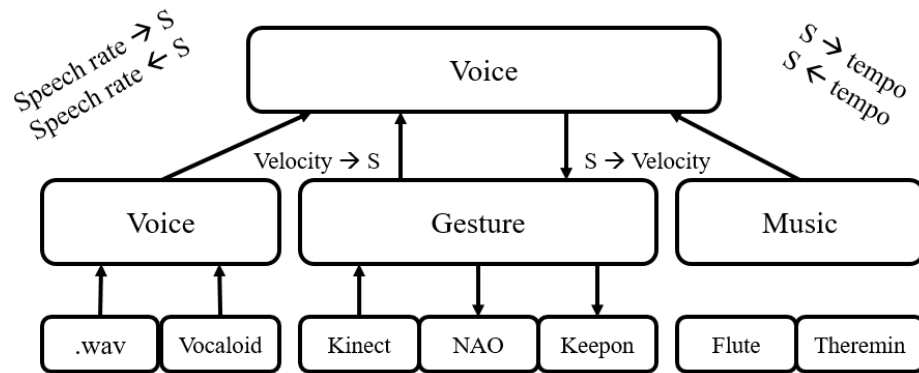 Speech rate → S
Speech rate ← S
Voice
S → tempo
S ← tempo
Velocity → S
S → Velocity
Voice
Gesture
Music
.wav
Vocaloid
Kinect
NAO
Keepon
Flute
Theremin